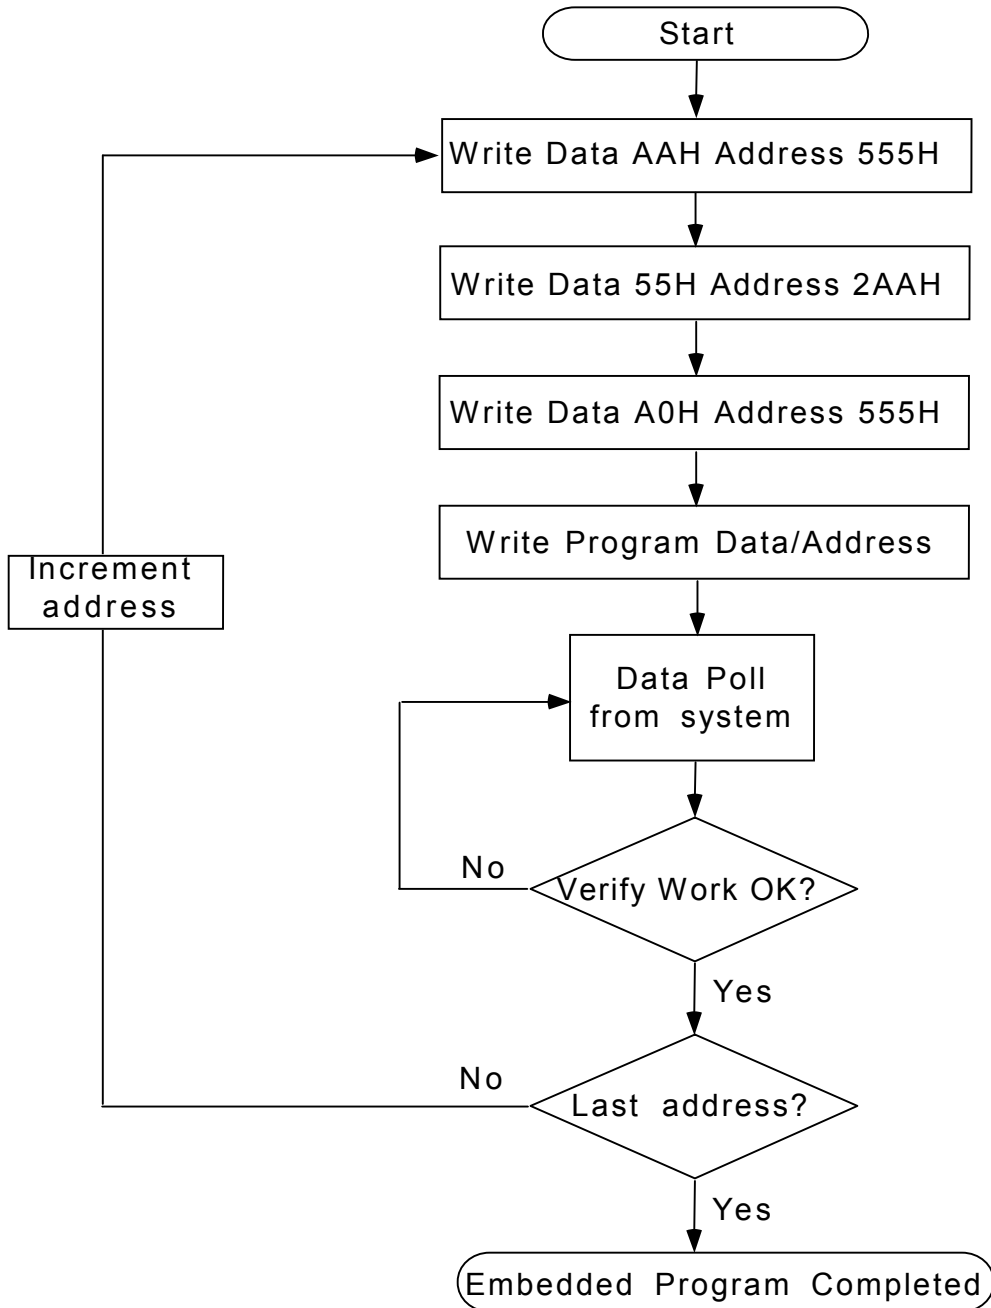 Start
Write Data AAH Address 555H
Write Data 55H Address 2AAH
Write Data A0H Address 555H
Write Program Data/Address
Increment
address
Data Poll
from system
No
Verify Work OK?
Yes
No
Last address?
Yes
Embedded Program Completed